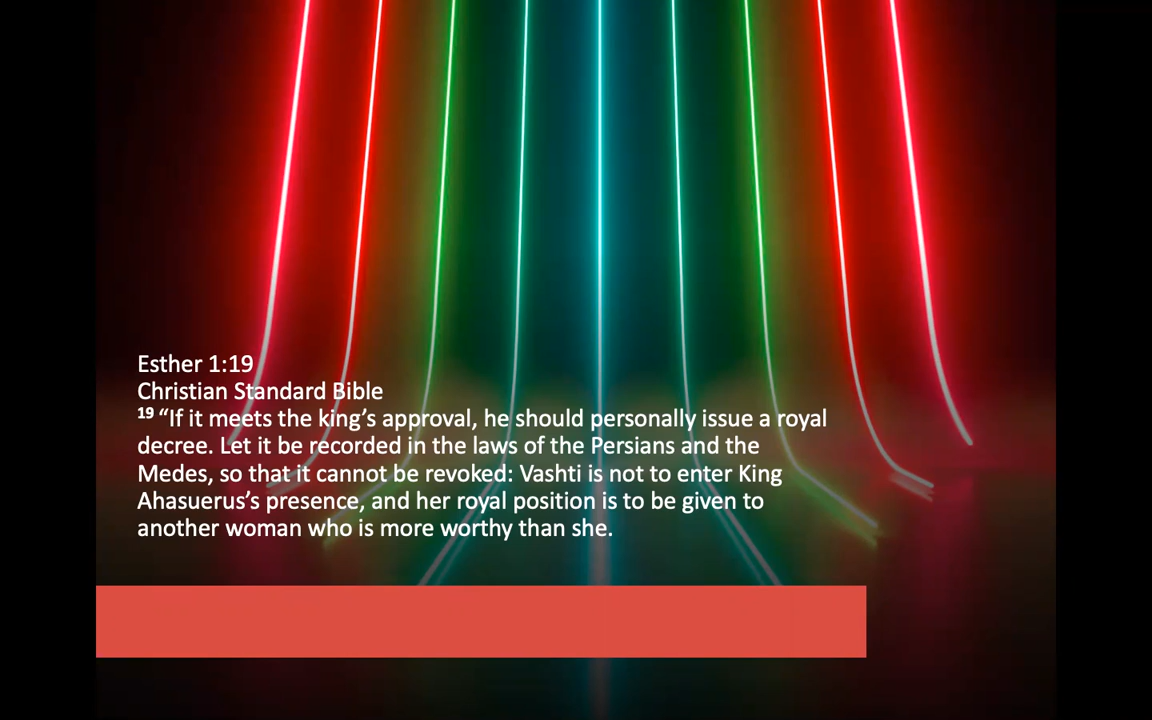 Esther 1:19
Christian Standard Bible
19 “If it meets the king’s approval, he should personally issue a royal
decree. Let it be recorded in the laws of the Persians and the
Medes, so that it cannot be revoked: Vashti is not to enter King
Ahasuerus’s presence, and her royal position is to be given to
another woman who is more worthy than she.